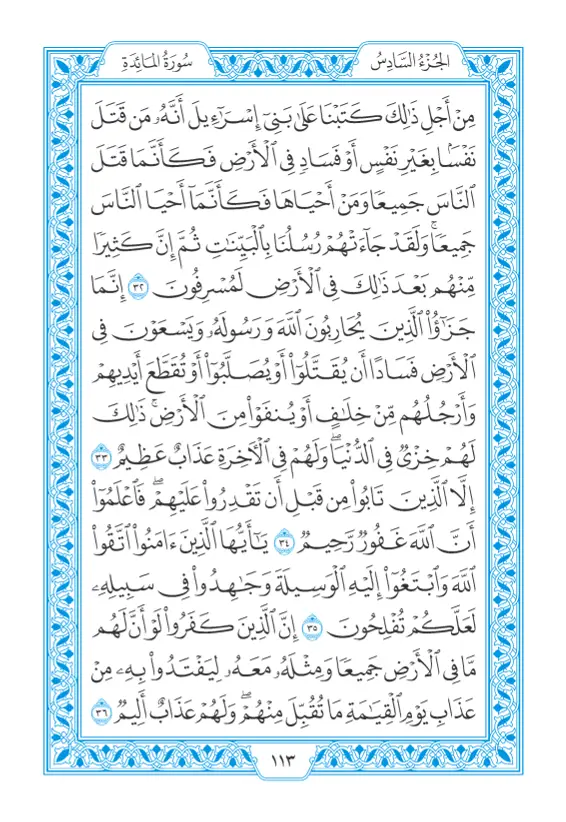 الجُزْءُ السَّادِسُ
سُورَةُ المَائِدَةِ
مِنْ أَجْلِ ذَٰلِكَ كَتَبْنَا عَلَىٰ بَنِيٓ إِسْرَٰٓءِيلَ أَنَّهُۥ مَن قَتَلَ
نَفْسَۢا بِغَيْرِ نَفْسٍ أَوْ فَسَادٖ فِي ٱلْأَرْضِ فَكَأَنَّمَا قَتَلَ
ٱلنَّاسَ جَمِيعٗا وَمَنْ أَحْيَاهَا فَكَأَنَّمَآ أَحْيَا ٱلنَّاسَ
جَمِيعٗاۚ وَلَقَدْ جَآءَتْهُمْ رُسُلُنَا بِٱلْبَيِّنَٰتِ ثُمَّ إِنَّ كَثِيرٗا
مِّنْهُم بَعْدَ ذَٰلِكَ فِي ٱلْأَرْضِ لَمُسْرِفُونَ ٣٢ إِنَّمَا
جَزَٰٓؤُاْ ٱلَّذِينَ يُحَارِبُونَ ٱللَّهَ وَرَسُولَهُۥ وَيَسْعَوْنَ فِي
ٱلْأَرْضِ فَسَادًا أَن يُقَتَّلُوٓاْ أَوْ يُصَلَّبُوٓاْ أَوْ تُقَطَّعَ أَيْدِيهِمْ
وَأَرْجُلُهُم مِّنْ خِلَٰفٍ أَوْ يُنفَوْاْ مِنَ ٱلْأَرْضِۚ ذَٰلِكَ
لَهُمْ خِزْيٞ فِي ٱلدُّنْيَاۖ وَلَهُمْ فِي ٱلْأٓخِرَةِ عَذَابٌ عَظِيمٌ ٣٣
إِلَّا ٱلَّذِينَ تَابُواْ مِن قَبْلِ أَن تَقْدِرُواْ عَلَيْهِمْۖ فَٱعْلَمُوٓاْ
أَنَّ ٱللَّهَ غَفُورٞ رَّحِيمٞ ٣٤ يَٰٓأَيُّهَا ٱلَّذِينَ ءَامَنُواْ ٱتَّقُواْ
ٱللَّهَ وَٱبْتَغُوٓاْ إِلَيْهِ ٱلْوَسِيلَةَ وَجَٰهِدُواْ فِي سَبِيلِهِۦ
لَعَلَّكُمْ تُفْلِحُونَ ٣٥ إِنَّ ٱلَّذِينَ كَفَرُواْ لَوْ أَنَّ لَهُم
مَّا فِي ٱلْأَرْضِ جَمِيعٗا وَمِثْلَهُۥ مَعَهُۥ لِيَفْتَدُواْ بِهِۦ مِنْ
عَذَابِ يَوْمِ ٱلْقِيَٰمَةِ مَا تُقُبِّلَ مِنْهُمْۖ وَلَهُمْ عَذَابٌ أَلِيمٞ ٣٦
١١٣